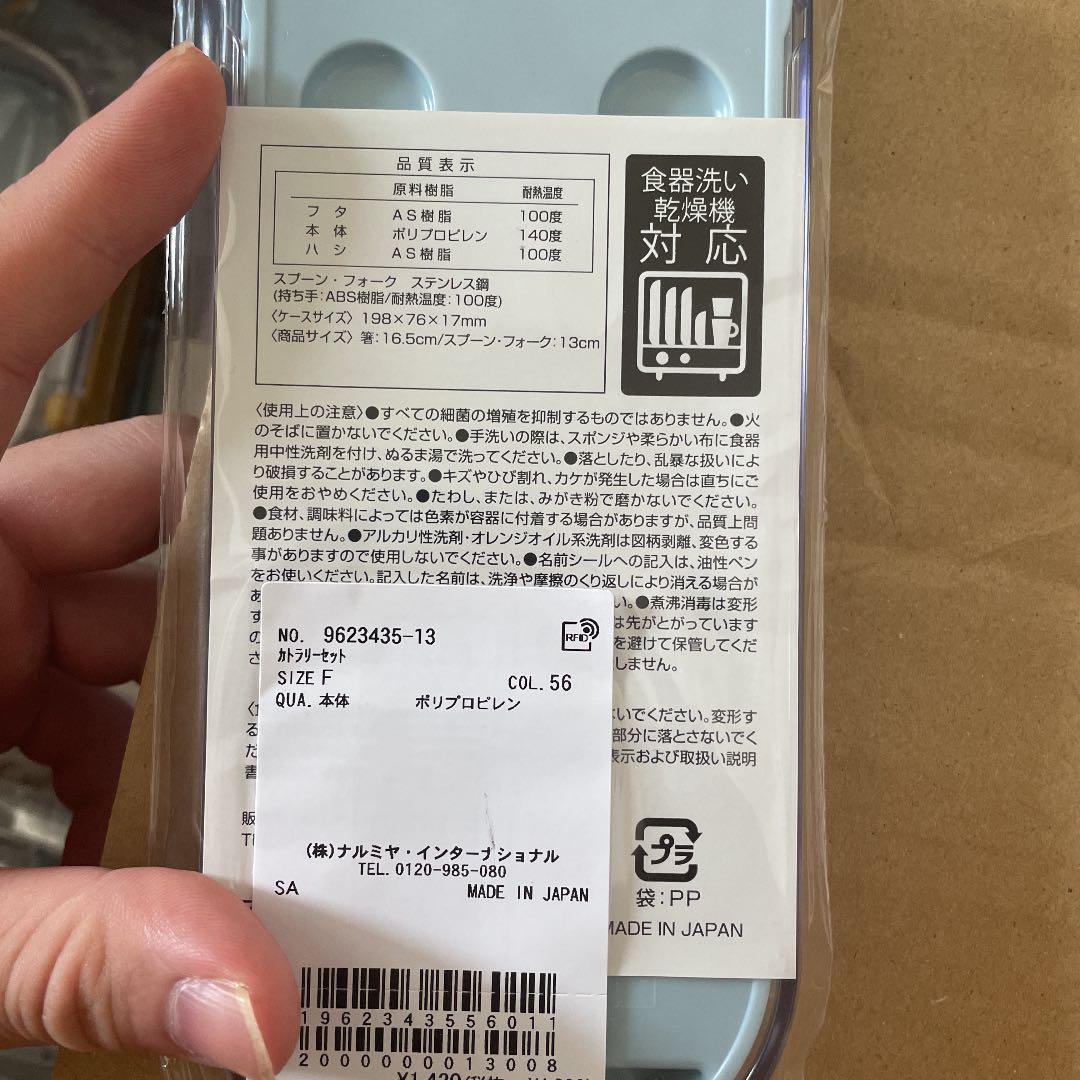 品質表示
原料樹脂 耐熱温度
フタ AS樹脂 100度
本体 ポリプロピレン 140度
ハシ AS樹脂 100度
スプーン・フォーク ステンレス鋼
(持ち手:ABS樹脂/耐熱温度:100度)
〈ケースサイズ〉198×76×17mm
〈商品サイズ〉箸:16.5cm/スプーン・フォーク:13cm
食器洗い
乾燥機
対応
〈使用上の注意〉●すべての細菌の増殖を抑制するものではありません。●火
のそばに置かないでください。●手洗いの際は、スポンジや柔らかい布に食器
用中性洗剤を付け、ぬるま湯で洗ってください。●落としたり、乱暴な扱いによ
り破損することがあります。●キズやひび割れ、カケが発生した場合は直ちにご
使用をおやめください。●たわし、または、みがき粉で磨かないでください。
●食材、調味料によっては色素が容器に付着する場合がありますが、品質上問
題ありません。●アルカリ性洗剤・オレンジオイル系洗剤は図柄剥離、変色する
事がありますので使用しないでください。●名前シールへの記入は、油性ペン
をお使いください。記入した名前は、洗浄や摩擦のくり返しにより消える場合が
い。●煮沸消毒は変形
は先がとがっています
を避けて保管してくだ
しません。
いでください。変形す
部分に落とさないでく
表示および取扱い説明
NO. 9623435-13
RFID
カトラリーセット
SIZE F COL.56
QUA.本体 ポリプロピレン
(株)ナルミヤ・インターナショナル
TEL.0120-985-080
SA MADE IN JAPAN
1962343556011
2000000013008
プラ
袋:PP
MADE IN JAPAN